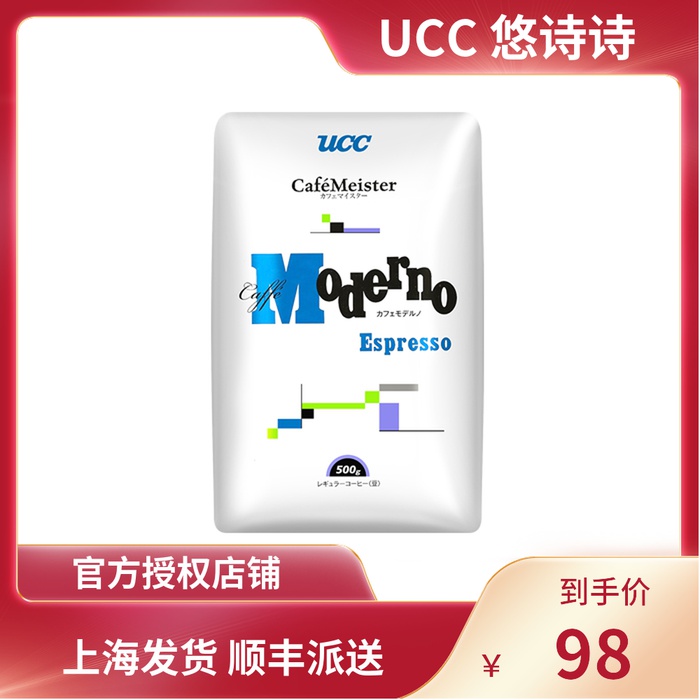 UCC 悠诗诗
UCC
CaféMeister
カフェマイスター
Caffé
Moderno
カフェモデルノ
Espresso
500g
レギュラーコーヒー(豆)
官方授权店铺
到手价
上海发货 顺丰派送
¥ 98